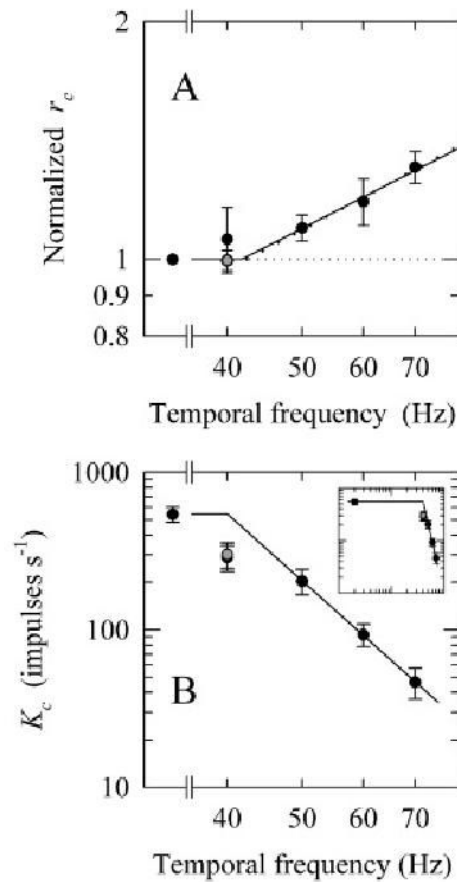 2
A
Normalized r_c
1
0.9
0.8
40 50 60 70
Temporal frequency (Hz)
1000
K_c (impulses s⁻¹)
100
B
10
40 50 60 70
Temporal frequency (Hz)